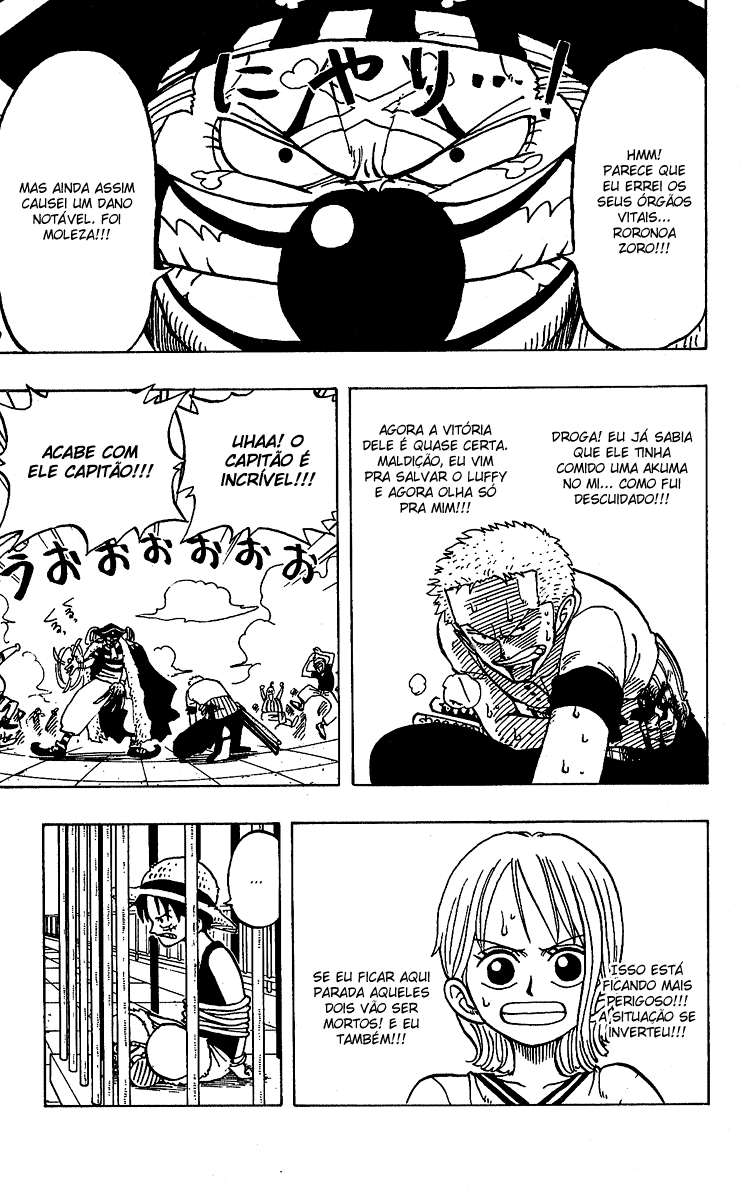 にやり…!
HMM!
PARECE QUE
EU ERREI OS
SEUS ÓRGÃOS
VITAIS...
RORONOA
ZORO!!!
MAS AINDA ASSIM
CAUSEI UM DANO
NOTÁVEL. FOI
MOLEZA!!!
DROGA! EU JÁ SABIA
QUE ELE TINHA
COMIDO UMA AKUMA
NO MI... COMO FUI
DESCUIDADO!!!
AGORA A VITÓRIA
DELE É QUASE CERTA.
MALDIÇÃO, EU VIM
PRA SALVAR O LUFFY
E AGORA OLHA SÓ
PRA MIM!!!
UHAA! O
CAPITÃO É
INCRÍVEL!!!
ACABE COM
ELE CAPITÃO!!!
うおおおおおお
ISSO ESTÁ
FICANDO MAIS
PERIGOSO!!!
A SITUAÇÃO SE
INVERTEU!!!
SE EU FICAR AQUI
PARADA AQUELES
DOIS VÃO SER
MORTOS! E EU
TAMBÉM!!!
...